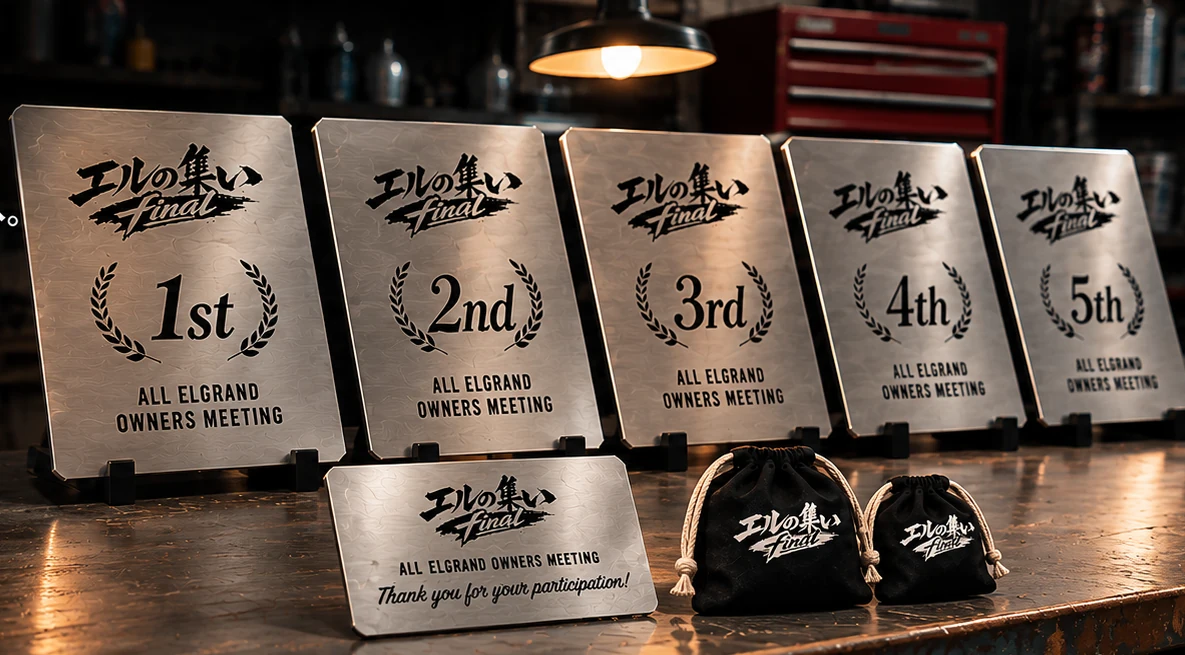 エルの集い
final
1st
ALL ELGRAND
OWNERS MEETING
エルの集い
final
2nd
ALL ELGRAND
OWNERS MEETING
エルの集い
final
3rd
ALL ELGRAND
OWNERS MEETING
エルの集い
final
4th
ALL ELGRAND
OWNERS MEETING
エルの集い
final
5th
ALL ELGRAND
OWNERS MEETING
エルの集い
final
ALL ELGRAND OWNERS MEETING
Thank you for your participation!
エルの集い
final
エルの集い
final